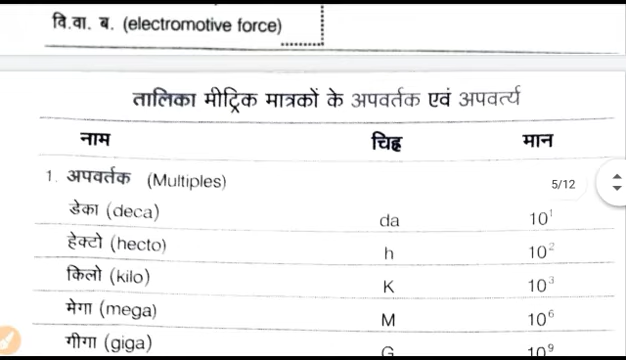 वि.वा. ब. (electromotive force)
तालिका मीट्रिक मात्रकों के अपवर्तक एवं अपवर्त्य
नाम चिह्न मान
1. अपवर्तक (Multiples)
5/12
डेका (deca) da 10¹
हेक्टो (hecto) h 10²
किलो (kilo) K 10³
मेगा (mega) M 10⁶
गीगा (giga) G 10⁹